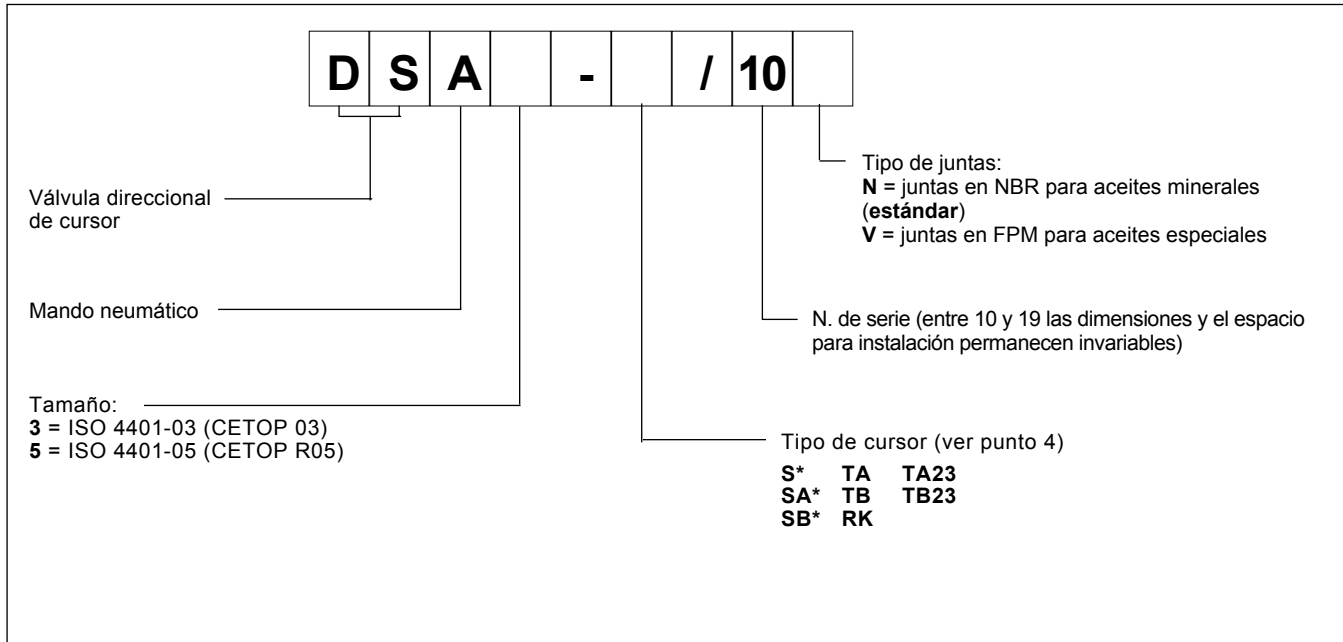 D S A - / 10
Válvula direccional
de cursor
Mando neumático
Tamaño:
3 = ISO 4401-03 (CETOP 03)
5 = ISO 4401-05 (CETOP R05)
Tipo de juntas:
N = juntas en NBR para aceites minerales
(estándar)
V = juntas en FPM para aceites especiales
N. de serie (entre 10 y 19 las dimensiones y el espacio
para instalación permanecen invariables)
Tipo de cursor (ver punto 4)
S* TA TA23
SA* TB TB23
SB* RK